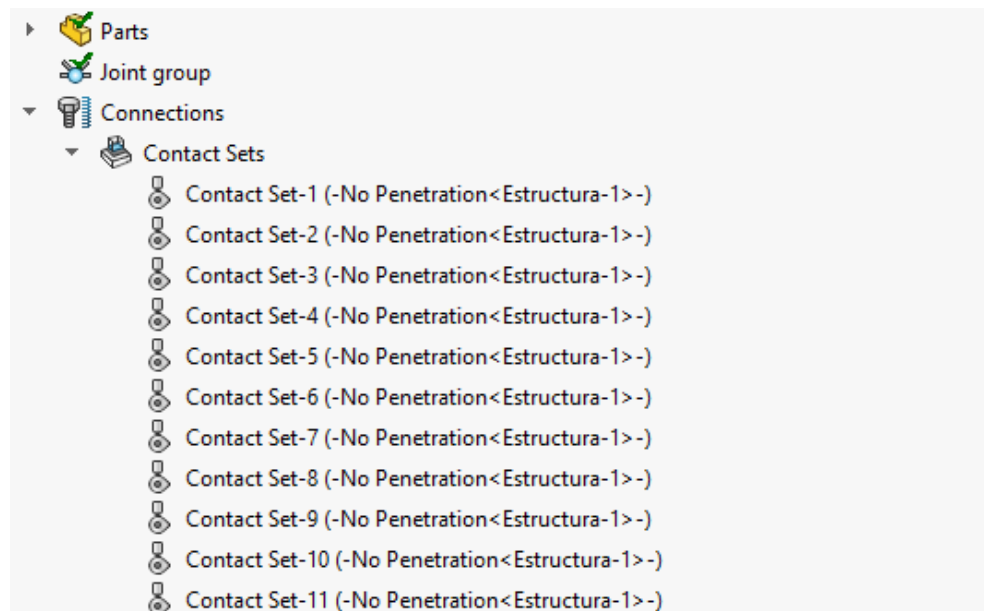 Parts
Joint group
Connections
Contact Sets
Contact Set-1 (-No Penetration<Estructura-1>-)
Contact Set-2 (-No Penetration<Estructura-1>-)
Contact Set-3 (-No Penetration<Estructura-1>-)
Contact Set-4 (-No Penetration<Estructura-1>-)
Contact Set-5 (-No Penetration<Estructura-1>-)
Contact Set-6 (-No Penetration<Estructura-1>-)
Contact Set-7 (-No Penetration<Estructura-1>-)
Contact Set-8 (-No Penetration<Estructura-1>-)
Contact Set-9 (-No Penetration<Estructura-1>-)
Contact Set-10 (-No Penetration<Estructura-1>-)
Contact Set-11 (-No Penetration<Estructura-1>-)